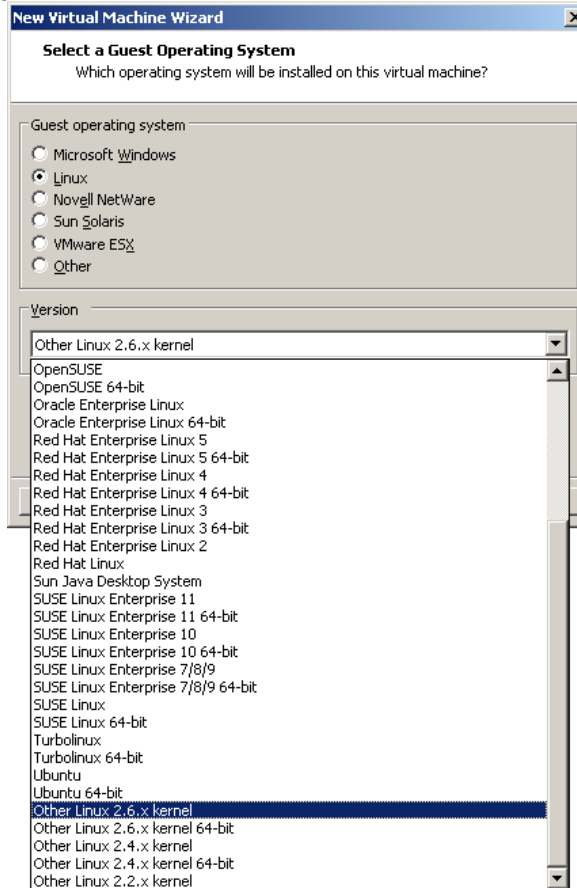 New Virtual Machine Wizard
Select a Guest Operating System
Which operating system will be installed on this virtual machine?
Guest operating system
Microsoft Windows
Linux
Novell NetWare
Sun Solaris
VMware ESX
Other
Version
Other Linux 2.6.x kernel
OpenSUSE
OpenSUSE 64-bit
Oracle Enterprise Linux
Oracle Enterprise Linux 64-bit
Red Hat Enterprise Linux 5
Red Hat Enterprise Linux 5 64-bit
Red Hat Enterprise Linux 4
Red Hat Enterprise Linux 4 64-bit
Red Hat Enterprise Linux 3
Red Hat Enterprise Linux 3 64-bit
Red Hat Enterprise Linux 2
Red Hat Linux
Sun Java Desktop System
SUSE Linux Enterprise 11
SUSE Linux Enterprise 11 64-bit
SUSE Linux Enterprise 10
SUSE Linux Enterprise 10 64-bit
SUSE Linux Enterprise 7/8/9
SUSE Linux Enterprise 7/8/9 64-bit
SUSE Linux
SUSE Linux 64-bit
Turbolinux
Turbolinux 64-bit
Ubuntu
Ubuntu 64-bit
Other Linux 2.6.x kernel
Other Linux 2.6.x kernel 64-bit
Other Linux 2.4.x kernel
Other Linux 2.4.x kernel 64-bit
Other Linux 2.2.x kernel